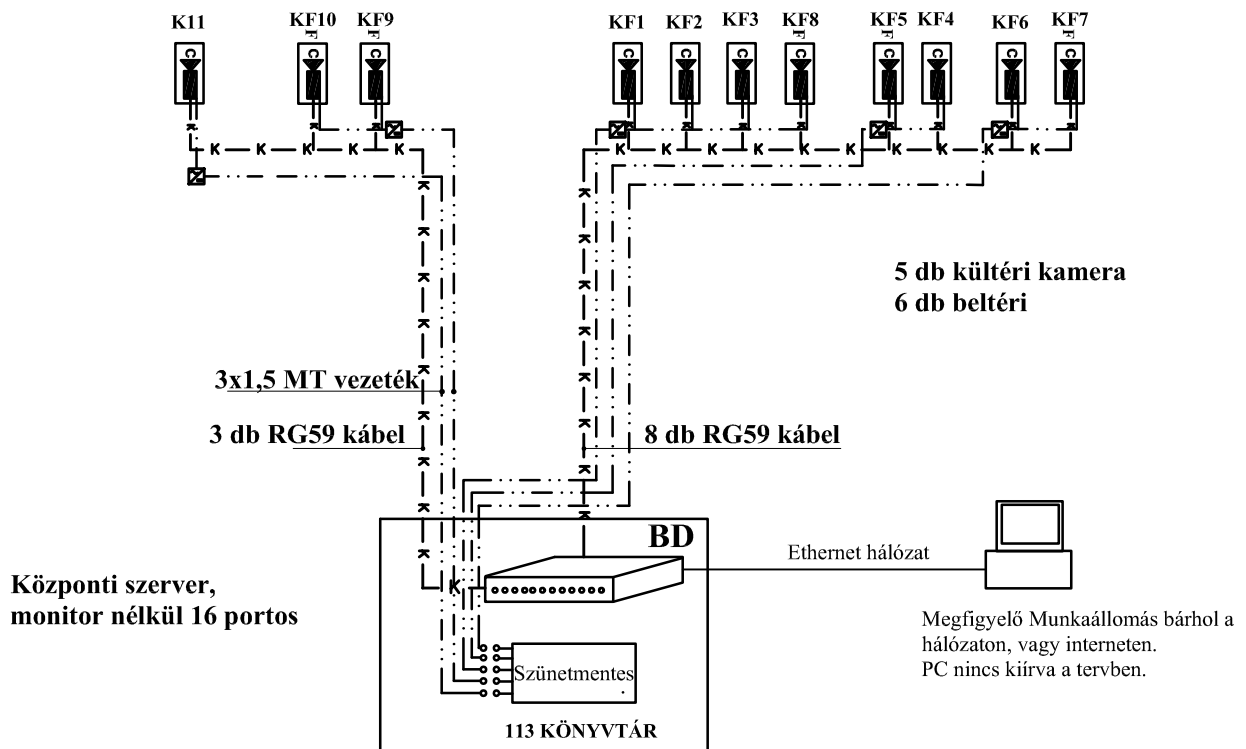 K11 KF10 KF9 KF1 KF2 KF3 KF8 KF5 KF4 KF6 KF7
F F F F F F
C C C C C C C C C C C
K K K K K K K K K K K
K K K K K K K K K K
K K
K K
K K
5 db kültéri kamera
6 db beltéri
K K
K K
3x1,5 MT vezeték
K K
3 db RG59 kábel 8 db RG59 kábel
K K
K K
BD
K
Ethernet hálózat
K
Központi szerver,
monitor nélkül 16 portos
Megfigyelő Munkaállomás bárhol a
hálózaton, vagy interneten.
PC nincs kiírva a tervben.
Szünetmentes
113 KÖNYVTÁR